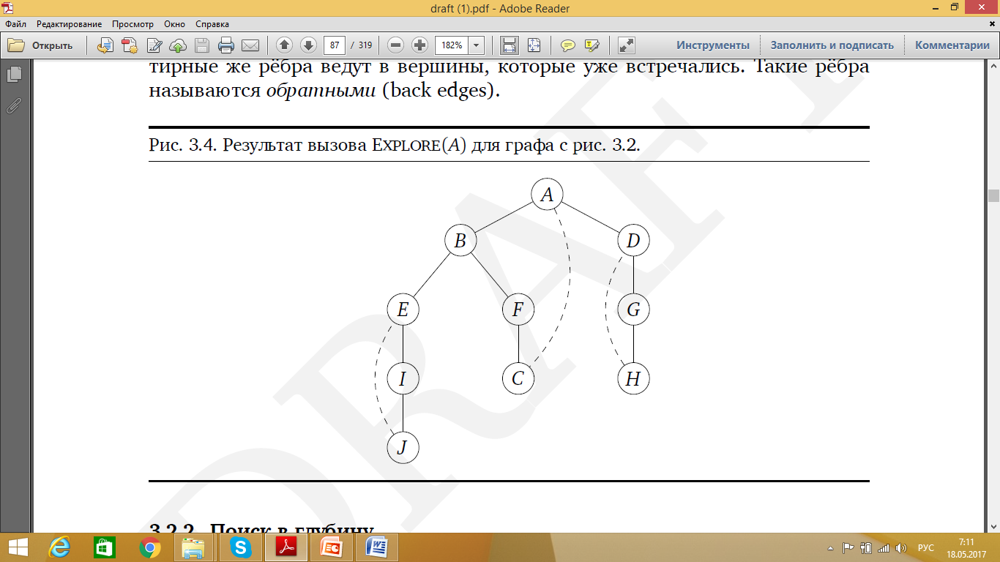 draft (1).pdf - Adobe Reader
Файл Редактирование Просмотр Окно Справка
Открыть 87 / 319 182% Инструменты Заполнить и подписать Комментарии
тирные же рёбра ведут в вершины, которые уже встречались. Такие рёбра
называются обратными (back edges).
Рис. 3.4. Результат вызова EXPLORE(A) для графа с рис. 3.2.
A
B D
E F G
I C H
J
3.2.2. Поиск в глубину
DRAFT
7:11
РУС
18.05.2017